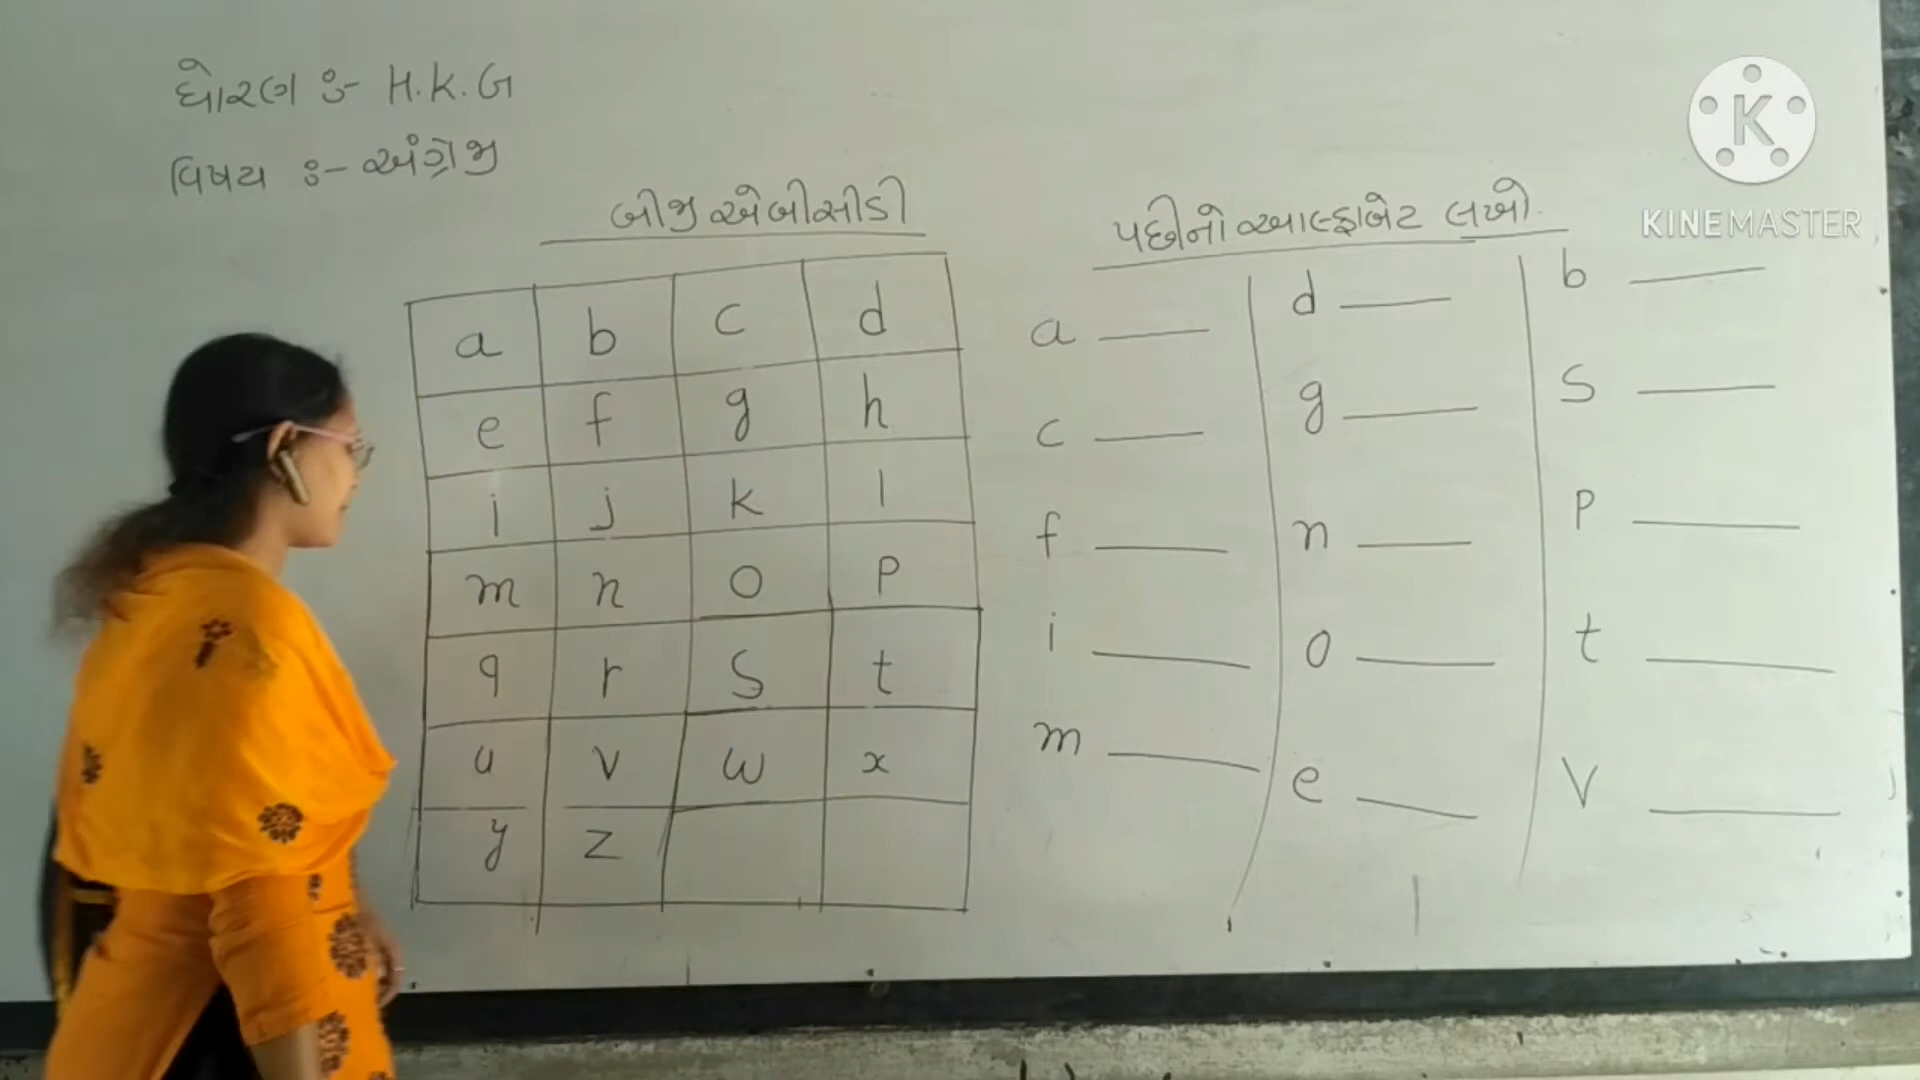 ધોરણ ઃ- H.K.G
વિષય ઃ- અંગ્રેજી
બીજી એબીસીડી
a b c d
e f g h
i j k l
m n o p
q r s t
u v w x
y z
પછીનો આલ્ફાબેટ લખો.
a ___ d ___ b ___
c ___ g ___ s ___
f ___ n ___ p ___
i ___ o ___ t ___
m ___ e ___ v ___
K
KINEMASTER